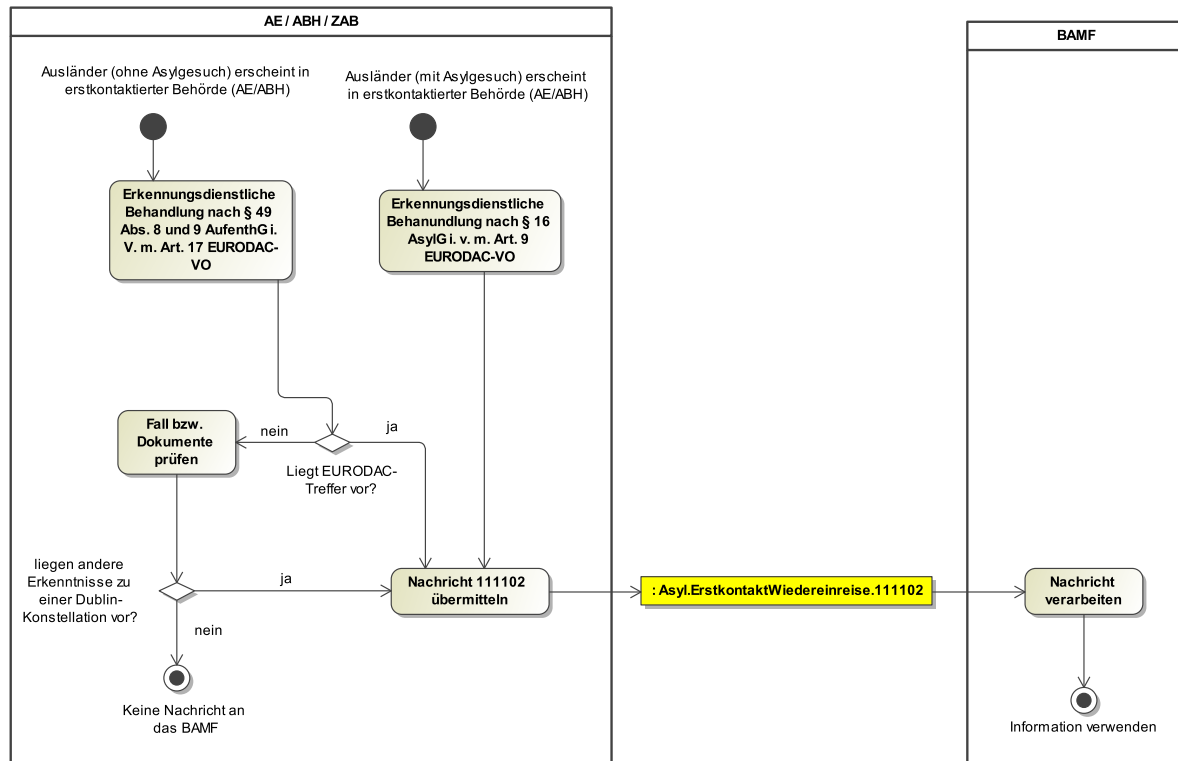 AE / ABH / ZAB
BAMF
Ausländer (ohne Asylgesuch) erscheint in
erstkontaktierter Behörde (AE/ABH)
Ausländer (mit Asylgesuch) erscheint
in erstkontaktierter Behörde (AE/ABH)
Erkennungsdienstliche
Behandlung nach § 49
Abs. 8 und 9 AufenthG i.
V. m. Art. 17 EURODAC-
VO
Erkennungsdienstliche
Behanundlung nach § 16
AsylG i. v. m. Art. 9
EURODAC-VO
Fall bzw.
Dokumente
prüfen
nein
ja
Liegt EURODAC-
Treffer vor?
liegen andere
Erkenntnisse zu
einer Dublin-
Konstellation vor?
ja
nein
Nachricht 111102
übermitteln
: Asyl.ErstkontaktWiedereinreise.111102
Nachricht
verarbeiten
Keine Nachricht an
das BAMF
Information verwenden